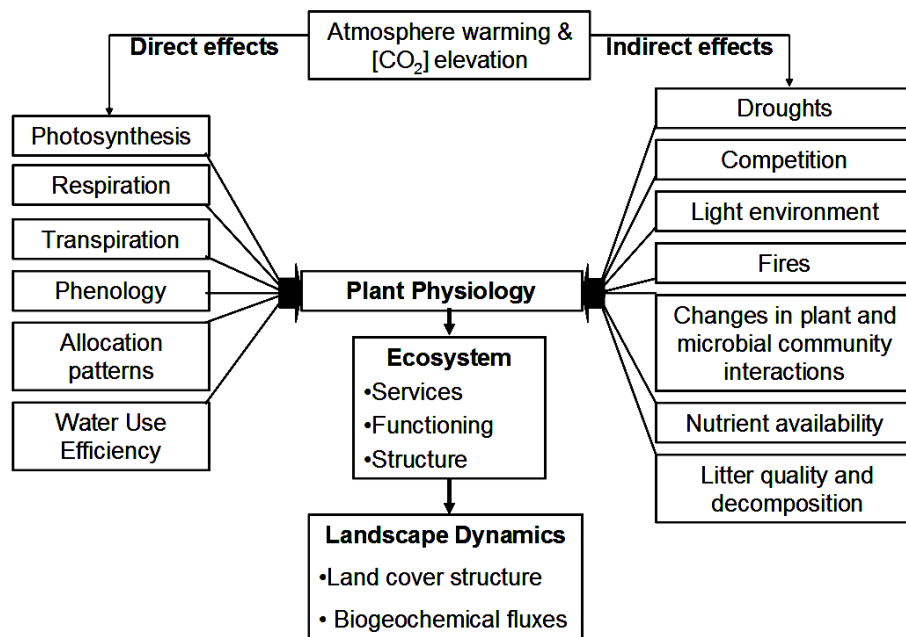 Direct effects
Atmosphere warming &
[CO₂] elevation
Indirect effects
Photosynthesis
Respiration
Transpiration
Phenology
Allocation
patterns
Water Use
Efficiency
Plant Physiology
Ecosystem
•Services
•Functioning
•Structure
Landscape Dynamics
•Land cover structure
• Biogeochemical fluxes
Droughts
Competition
Light environment
Fires
Changes in plant and
microbial community
interactions
Nutrient availability
Litter quality and
decomposition